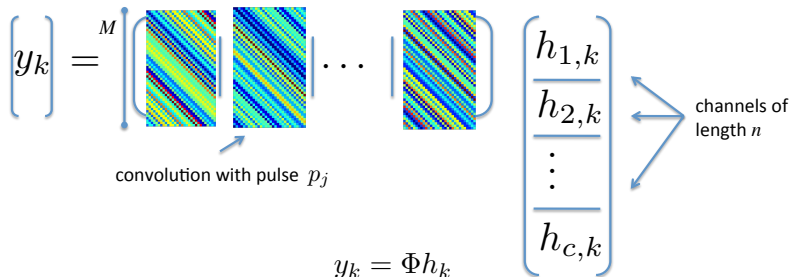 y_k = M ... h_{1,k}
h_{2,k}
⋮
h_{c,k}
channels of
length n
convolution with pulse p_j
y_k = Φh_k